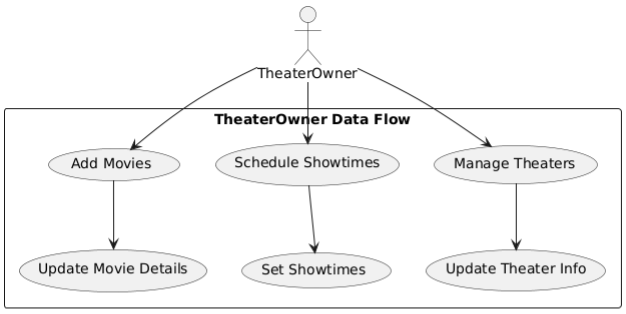 TheaterOwner
TheaterOwner Data Flow
Add Movies
Schedule Showtimes
Manage Theaters
Update Movie Details
Set Showtimes
Update Theater Info